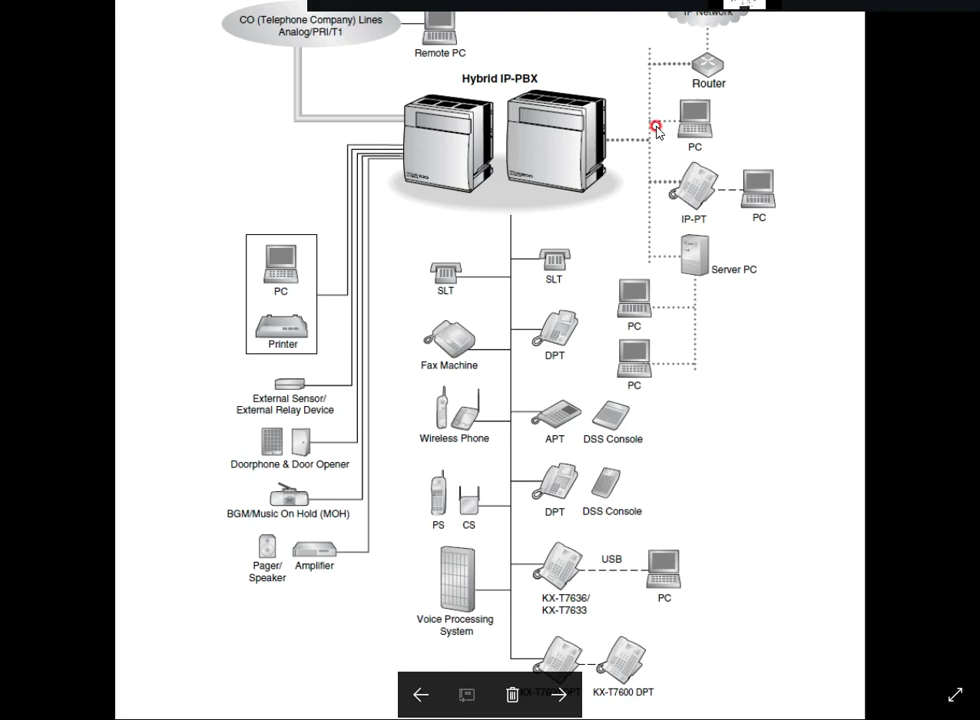 CO (Telephone Company) Lines
Analog/PRI/T1
Remote PC
IP Network
Hybrid IP-PBX
Router
PC
IP-PT
PC
Server PC
PC
Printer
SLT
SLT
PC
Fax Machine
DPT
PC
External Sensor/
External Relay Device
Wireless Phone
APT
DSS Console
Doorphone & Door Opener
BGM/Music On Hold (MOH)
PS
CS
DPT
DSS Console
Pager/
Speaker
Amplifier
USB
KX-T7636/
KX-T7633
PC
Voice Processing
System
KX-T7600 DPT